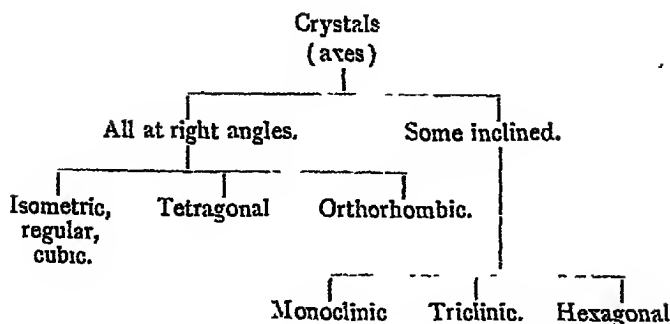 Crystals
(axes)
All at right angles. Some inclined.
Isometric, Tetragonal Orthorhombic.
regular,
cubic.
Monoclinic Triclinic. Hexagonal